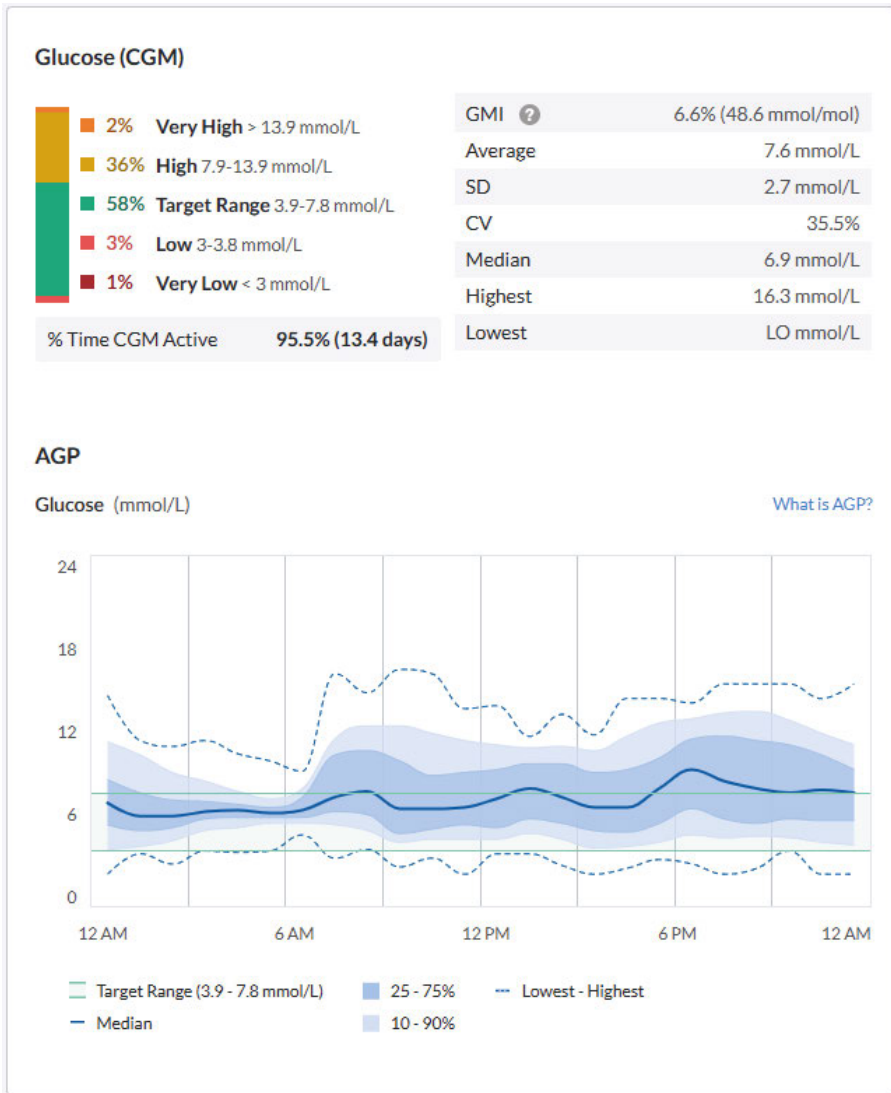 Glucose (CGM)
2% Very High > 13.9 mmol/L
36% High 7.9-13.9 mmol/L
58% Target Range 3.9-7.8 mmol/L
3% Low 3-3.8 mmol/L
1% Very Low < 3 mmol/L
% Time CGM Active 95.5% (13.4 days)
GMI ? 6.6% (48.6 mmol/mol)
Average 7.6 mmol/L
SD 2.7 mmol/L
CV 35.5%
Median 6.9 mmol/L
Highest 16.3 mmol/L
Lowest LO mmol/L
AGP
Glucose (mmol/L) What is AGP?
24
18
12
6
0
12 AM 6 AM 12 PM 6 PM 12 AM
Target Range (3.9 - 7.8 mmol/L) 25 - 75% Lowest - Highest
Median 10 - 90%